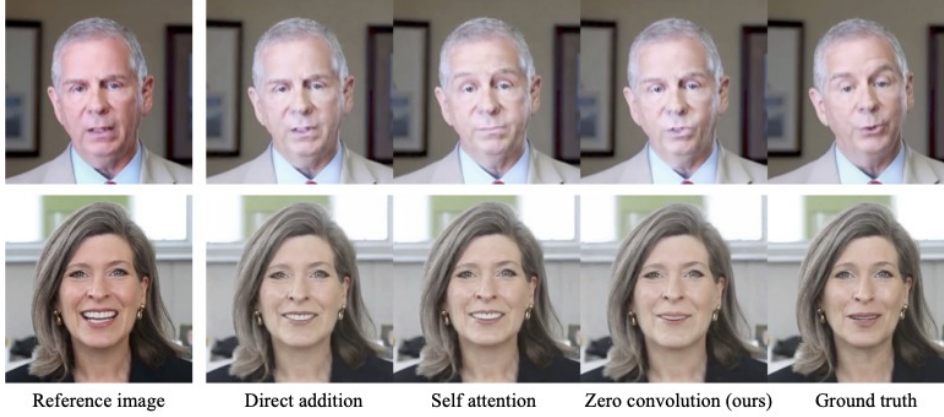 Reference image
Direct addition
Self attention
Zero convolution (ours)
Ground truth